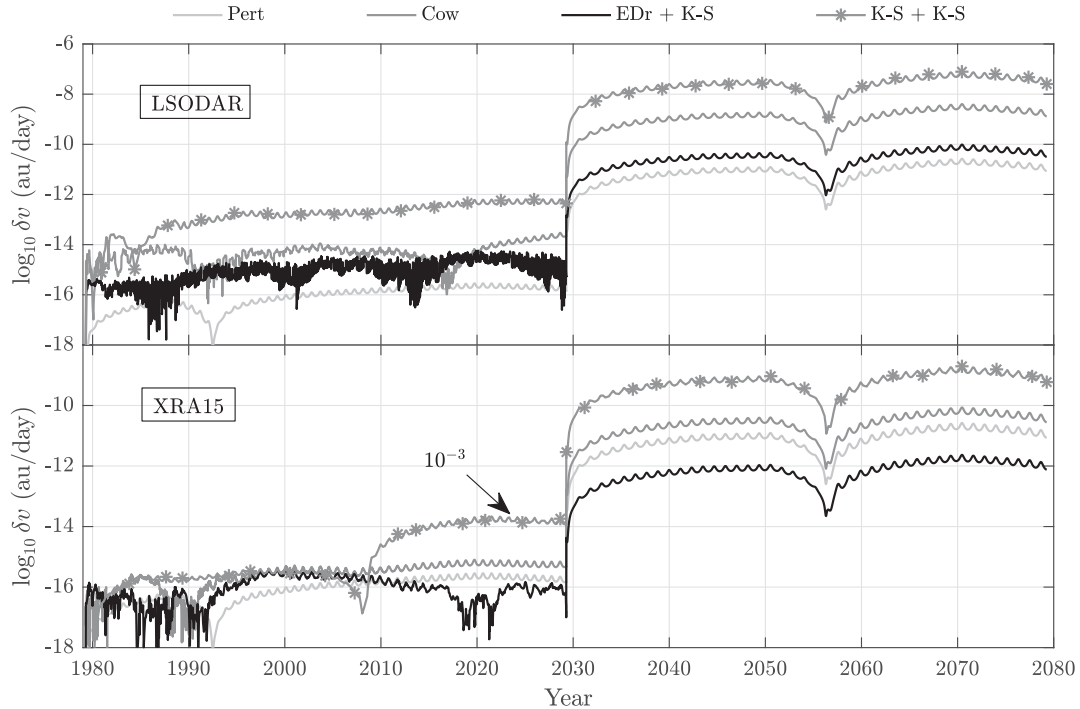 Pert Cow EDr + K-S K-S + K-S
-6
-8
-10
-12
-14
-16
-18
log₁₀ δv (au/day)
LSODAR
-10
-12
-14
-16
-18
log₁₀ δv (au/day)
XRA15
10⁻³
1980 1990 2000 2010 2020 2030 2040 2050 2060 2070 2080
Year